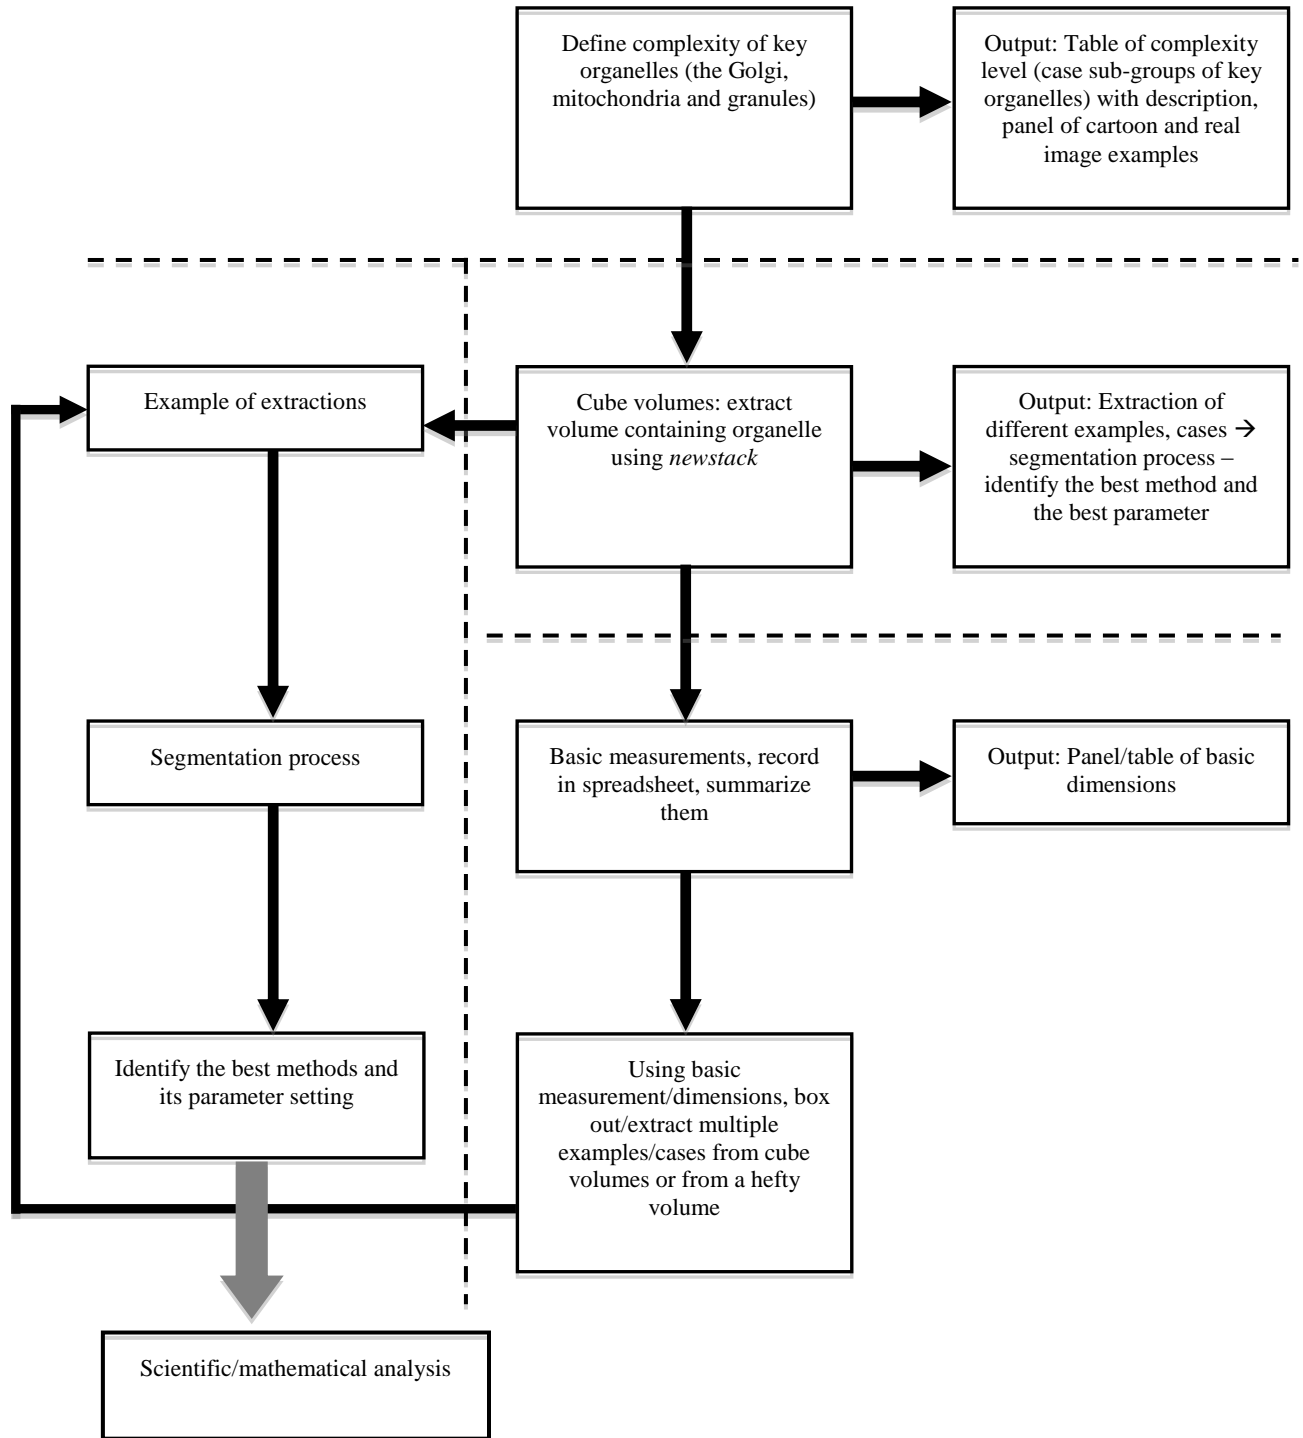 Define complexity of key
organelles (the Golgi,
mitochondria and granules)
Output: Table of complexity
level (case sub-groups of key
organelles) with description,
panel of cartoon and real
image examples
Example of extractions
Cube volumes: extract
volume containing organelle
using newstack
Output: Extraction of
different examples, cases →
segmentation process –
identify the best method and
the best parameter
Segmentation process
Basic measurements, record
in spreadsheet, summarize
them
Output: Panel/table of basic
dimensions
Identify the best methods and
its parameter setting
Using basic
measurement/dimensions, box
out/extract multiple
examples/cases from cube
volumes or from a hefty
volume
Scientific/mathematical analysis